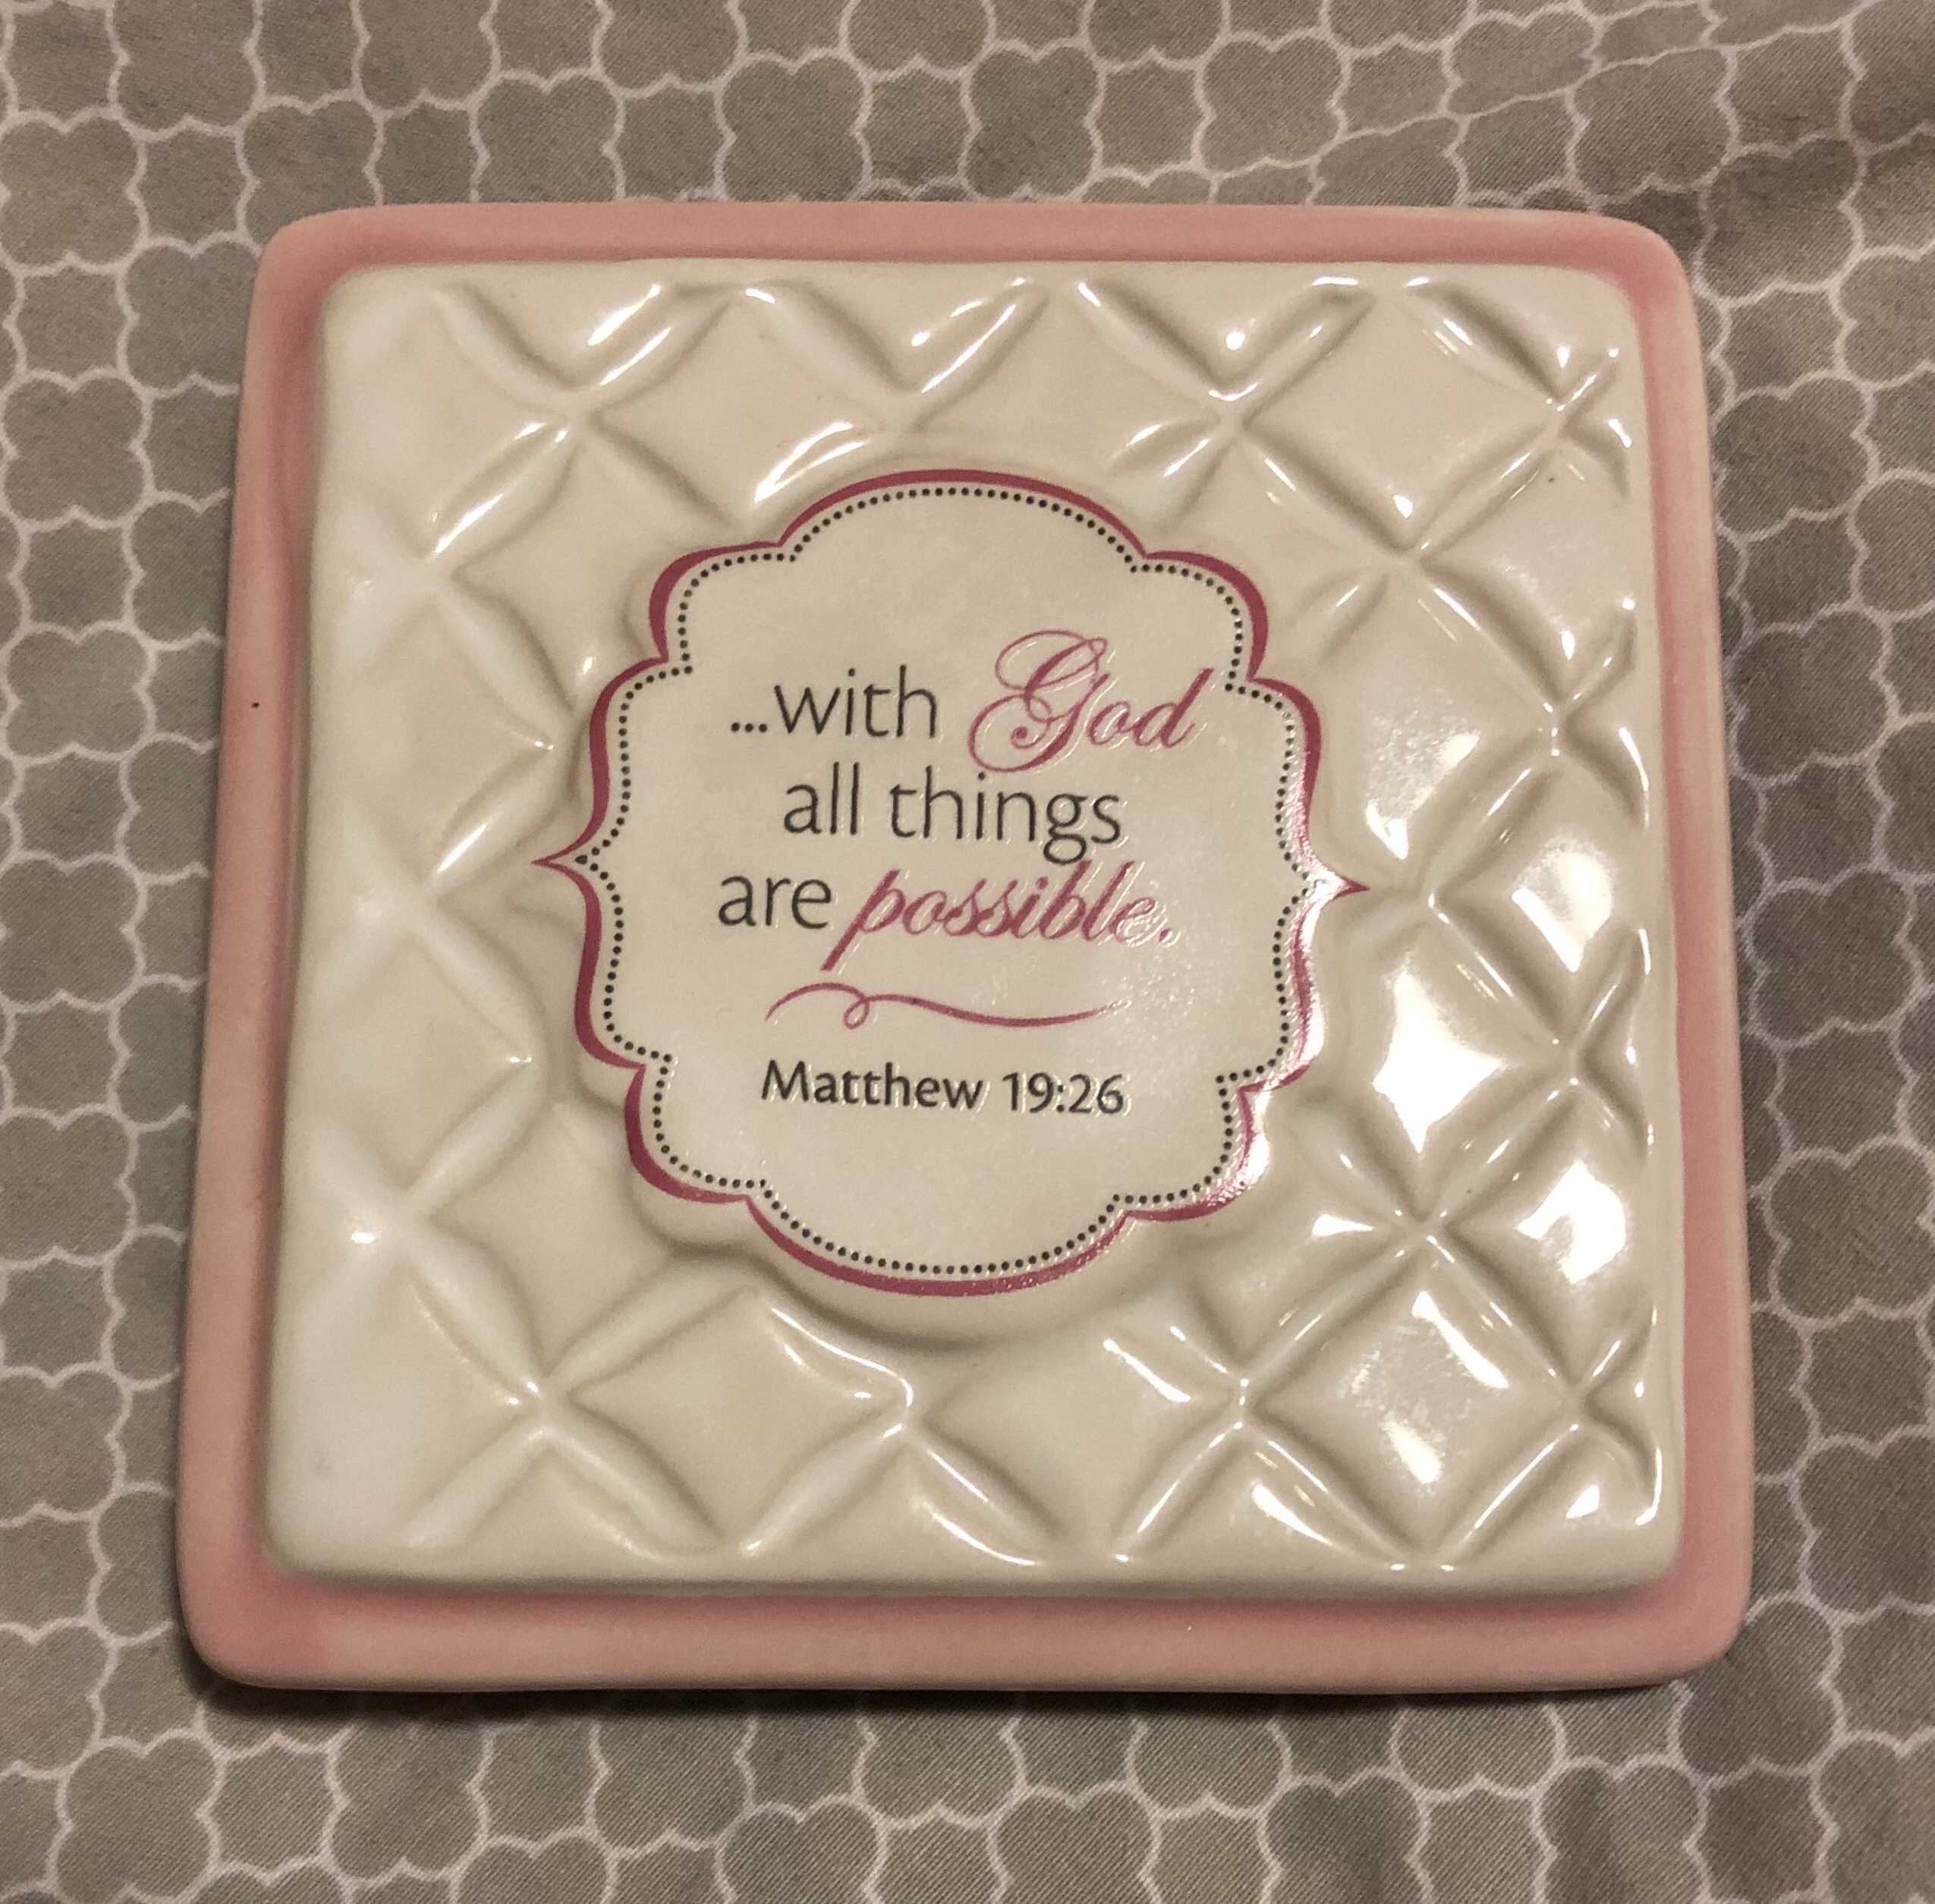 ...with God
all things
are possible.
Matthew 19:26